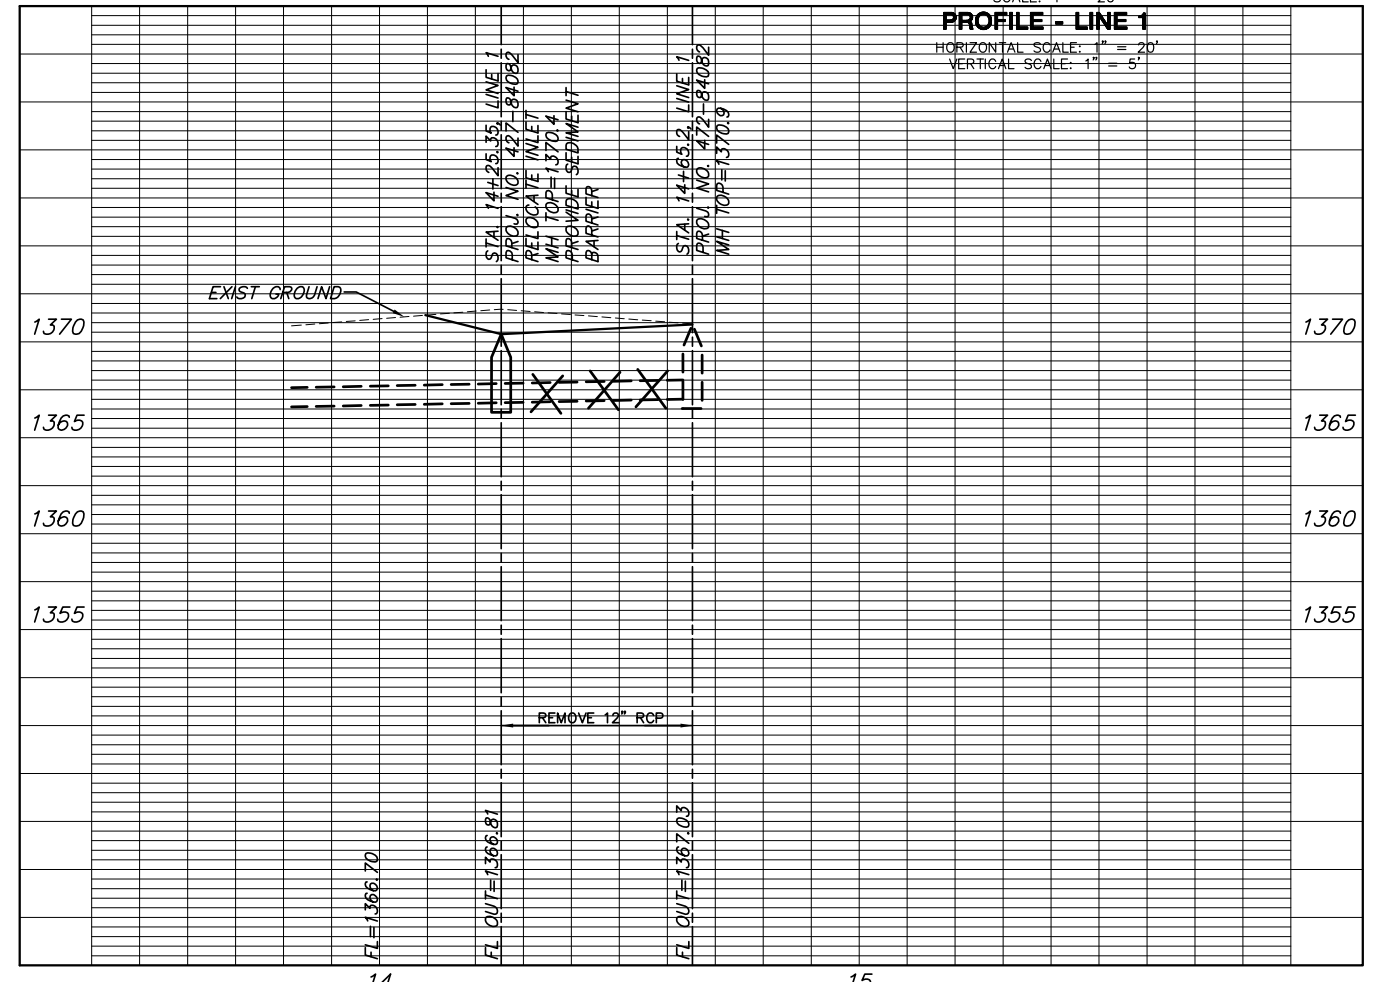 SCALE: 1" = 20'
PROFILE - LINE 1
HORIZONTAL SCALE: 1" = 20'
VERTICAL SCALE: 1" = 5'
STA. 14+25.35, LINE 1
PROJ. NO. 427-84082
RELOCATE INLET
MH TOP=1370.4
PROVIDE SEDIMENT
BARRIER
STA. 14+65.2, LINE 1
PROJ. NO. 472-84082
MH TOP=1370.9
EXIST GROUND
1370
1370
1365
1365
1360
1360
1355
1355
REMOVE 12" RCP
FL=1366.70
FL OUT=1366.81
FL OUT=1367.03
14
15